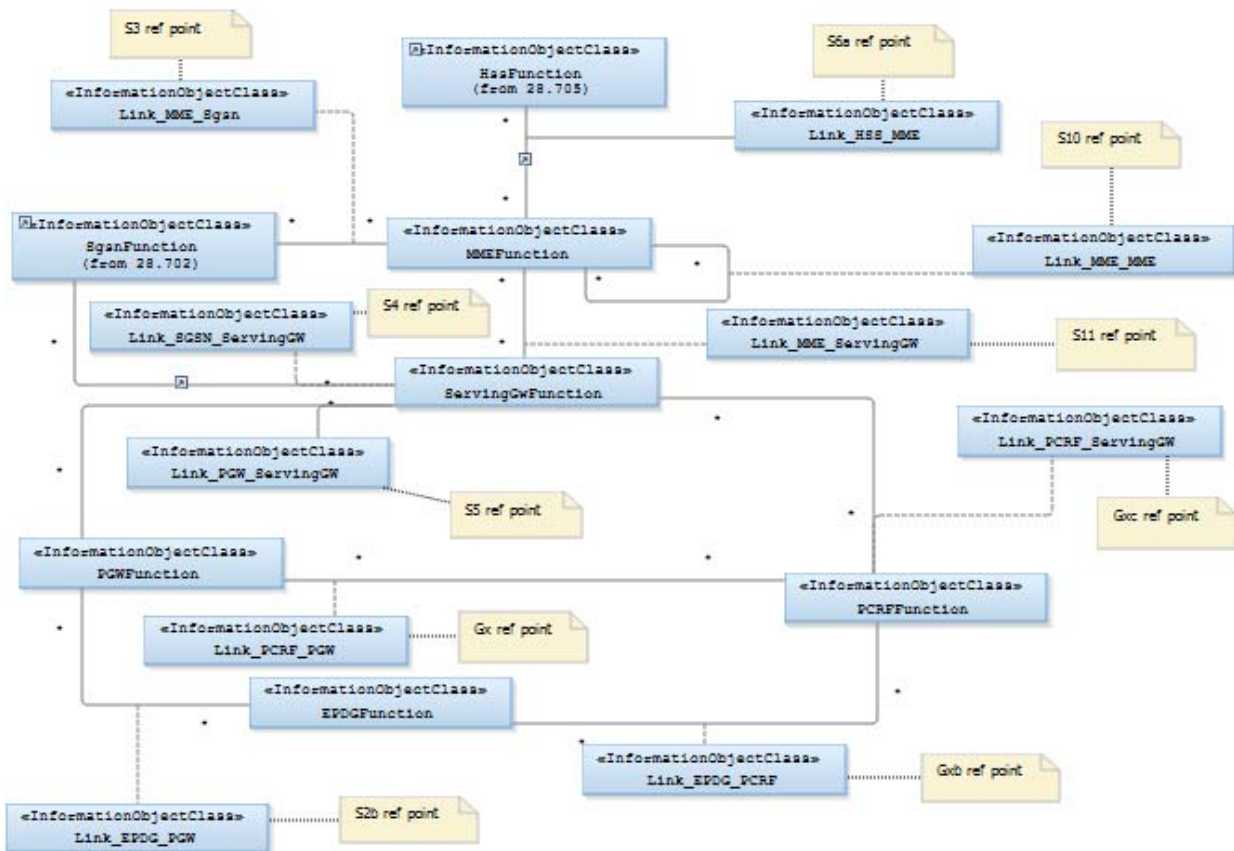 S3 ref point
«InformationObjectClass»
HssFunction
(from 28.705)
S6a ref point
«InformationObjectClass»
Link_MME_Sgsn
«InformationObjectClass»
Link_HSS_MME
*
S10 ref point
*
«InformationObjectClass»
SgsnFunction
(from 28.702)
*
*
«InformationObjectClass»
MMEFunction
«InformationObjectClass»
Link_MME_MME
*
*
*
«InformationObjectClass»
Link_SGSN_ServingGW
S4 ref point
«InformationObjectClass»
Link_MME_ServingGW
S11 ref point
*
*
«InformationObjectClass»
ServingGwFunction
*
*
*
«InformationObjectClass»
Link_PCRF_ServingGW
«InformationObjectClass»
Link_PGW_ServingGW
*
S5 ref point
*
Gxc ref point
«InformationObjectClass»
PGWFunction
*
*
«InformationObjectClass»
PCRFFunction
«InformationObjectClass»
Link_PCRF_PGW
Gx ref point
*
«InformationObjectClass»
EPDGFunction
*
*
*
«InformationObjectClass»
Link_EPDG_PCRF
Gxb ref point
«InformationObjectClass»
Link_EPDG_PGW
S2b ref point